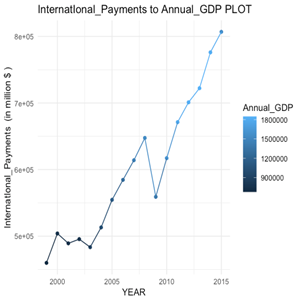 International_Payments to Annual_GDP PLOT
International_Payments (in million $ )
8e+05
7e+05
6e+05
5e+05
2000
2005
2010
2015
YEAR
Annual_GDP
1800000
1500000
1200000
900000